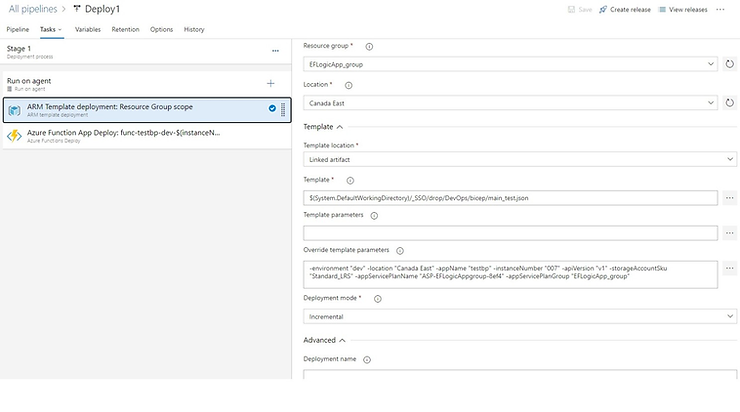 All pipelines > Deploy1
Save Create release View releases ...
Pipeline Tasks Variables Retention Options History
Stage 1
Deployment process
...
Run on agent
Run on agent
ARM Template deployment: Resource Group scope
ARM template deployment
Azure Function App Deploy: func-testbp-dev-$(instanceN...
Azure Functions Deploy
Resource group *
EFLogicApp_group
Location *
Canada East
Template
Template location *
Linked artifact
Template *
$(System.DefaultWorkingDirectory)/_SSO/drop/DevOps/bicep/main_test.json
...
Template parameters
...
Override template parameters
-environment "dev" -location "Canada East" -appName "testbp" -instanceNumber "007" -apiVersion "v1" -storageAccountSku
"Standard_LRS" -appServicePlanName "ASP-EFLogicAppgroup-8ef4" -appServicePlanGroup "EFLogicApp_group"
...
Deployment mode *
Incremental
Advanced
Deployment name